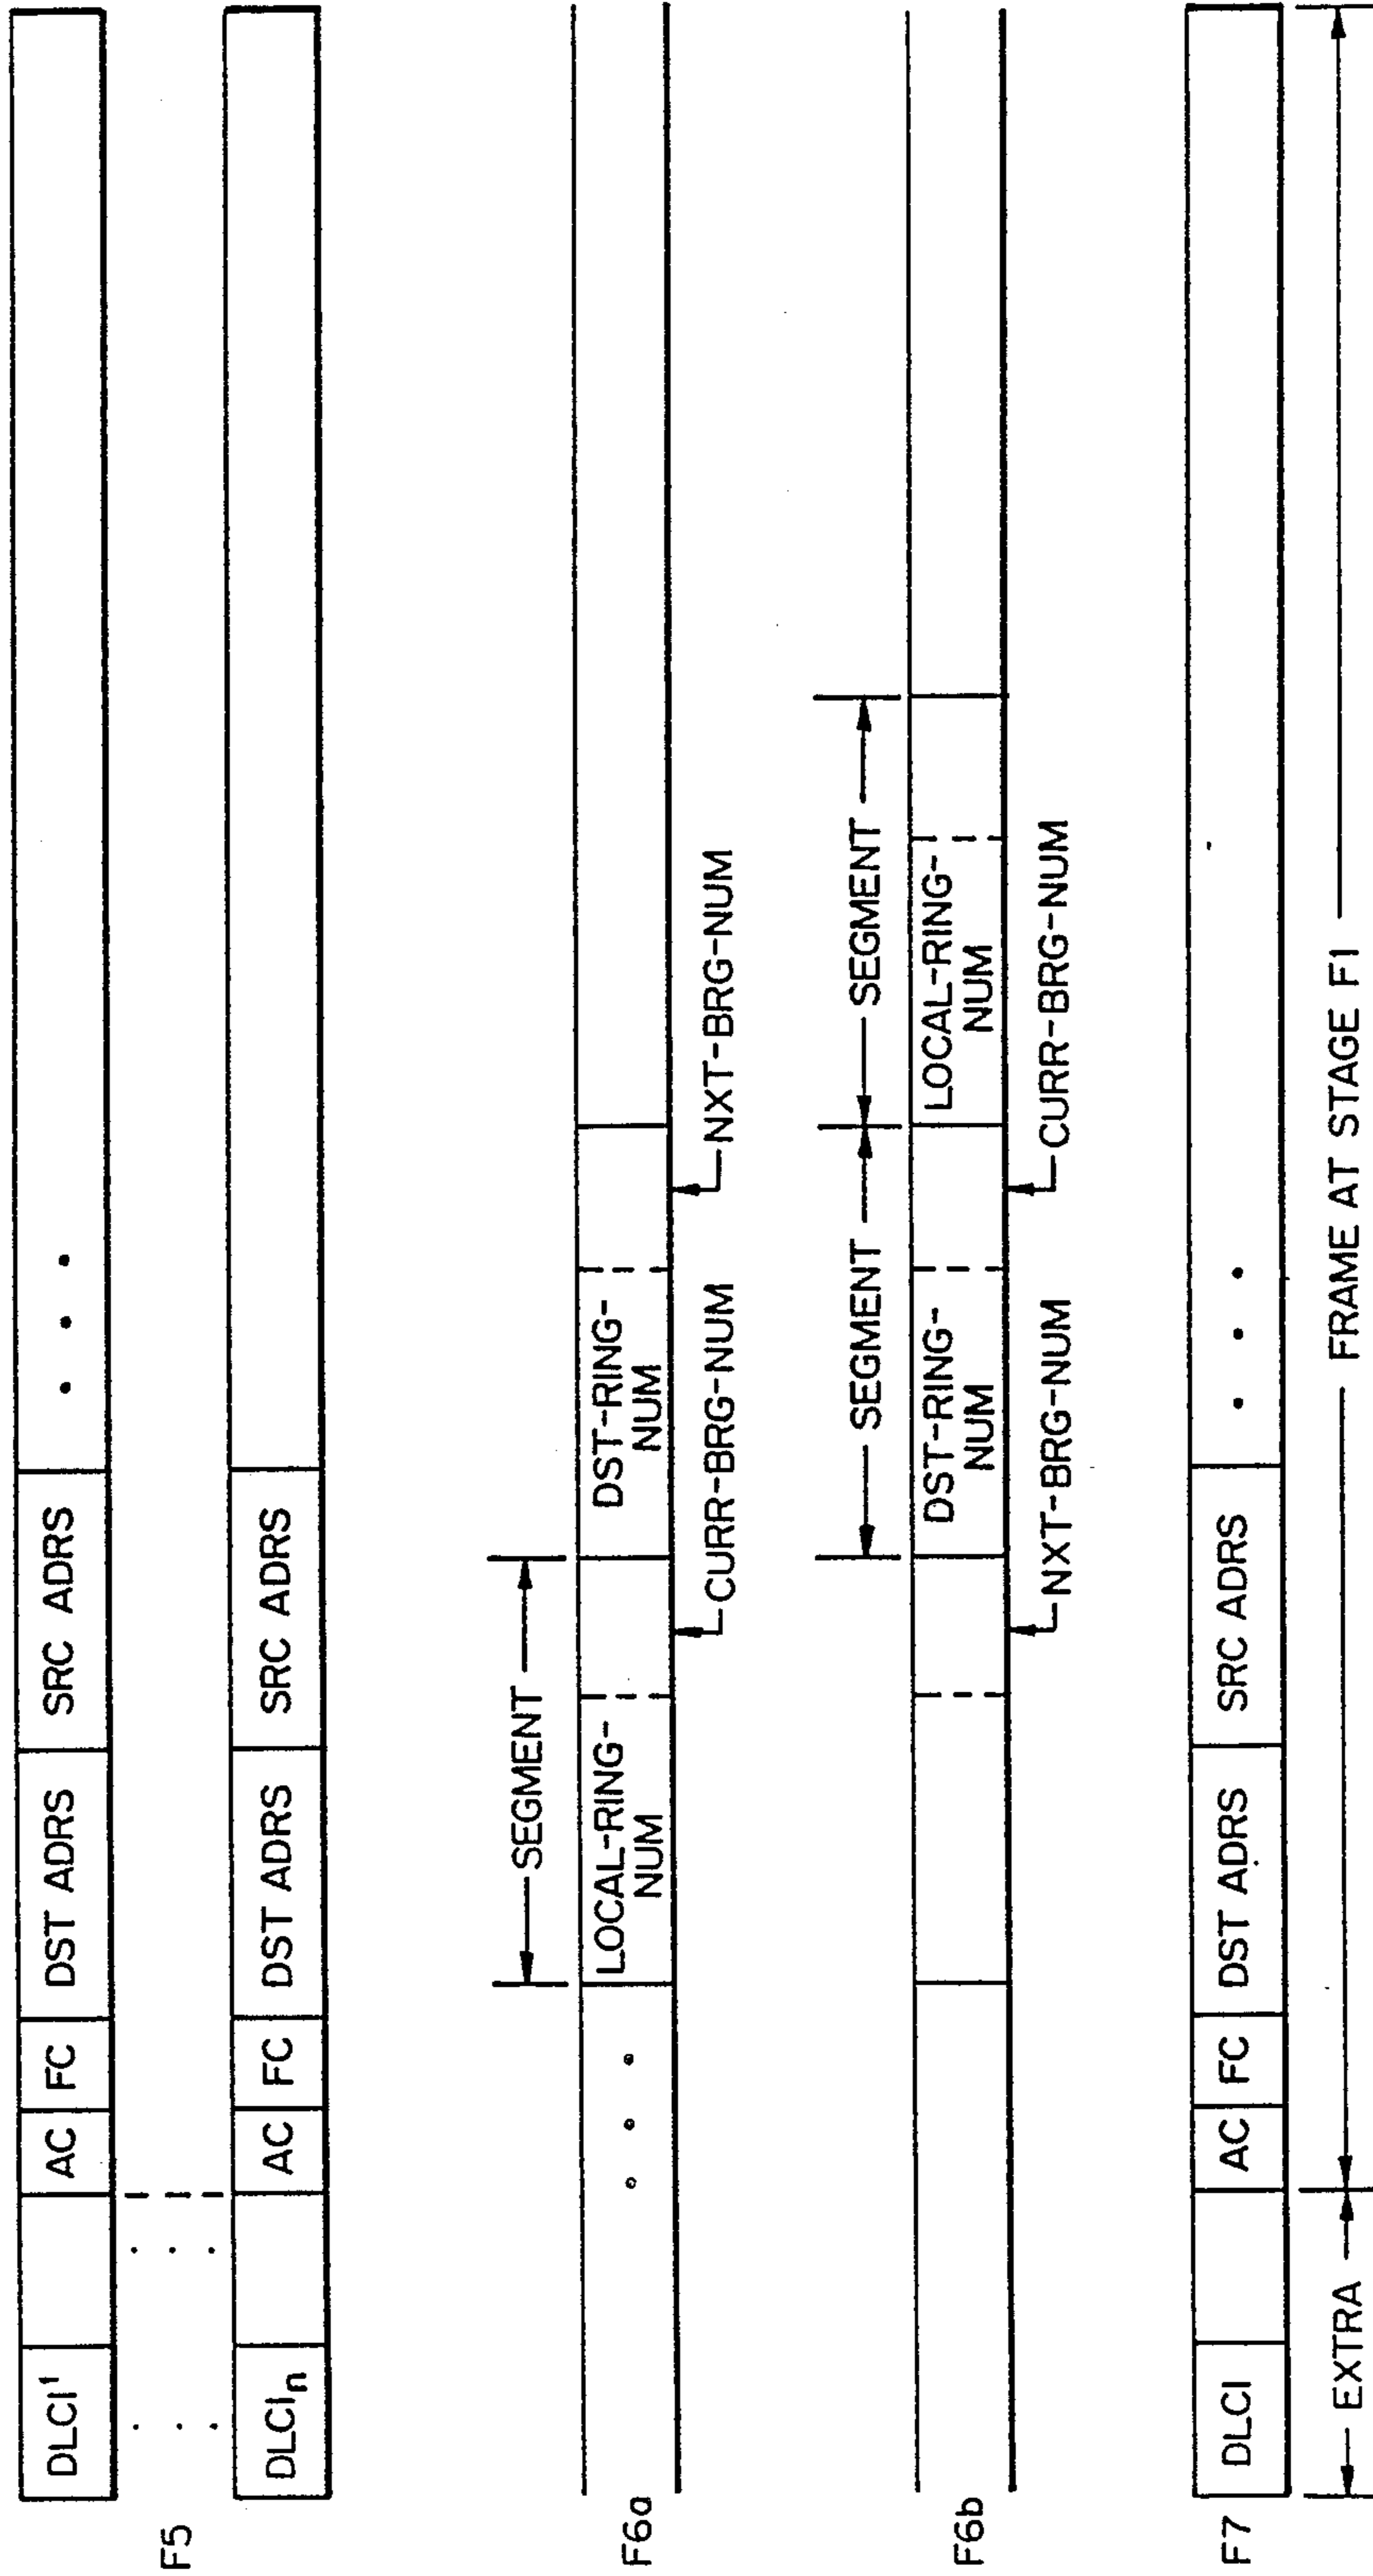 F5
DLCI'
AC
FC
DST ADRS
SRC ADRS
DLCIn
AC
FC
DST ADRS
SRC ADRS
F6a
SEGMENT
LOCAL-RING-
NUM
DST-RING-
NUM
CURR-BRG-NUM
NXT-BRG-NUM
F6b
SEGMENT
SEGMENT
DST-RING-
NUM
LOCAL-RING-
NUM
NXT-BRG-NUM
CURR-BRG-NUM
F7
DLCI
AC
FC
DST ADRS
SRC ADRS
EXTRA
FRAME AT STAGE F1